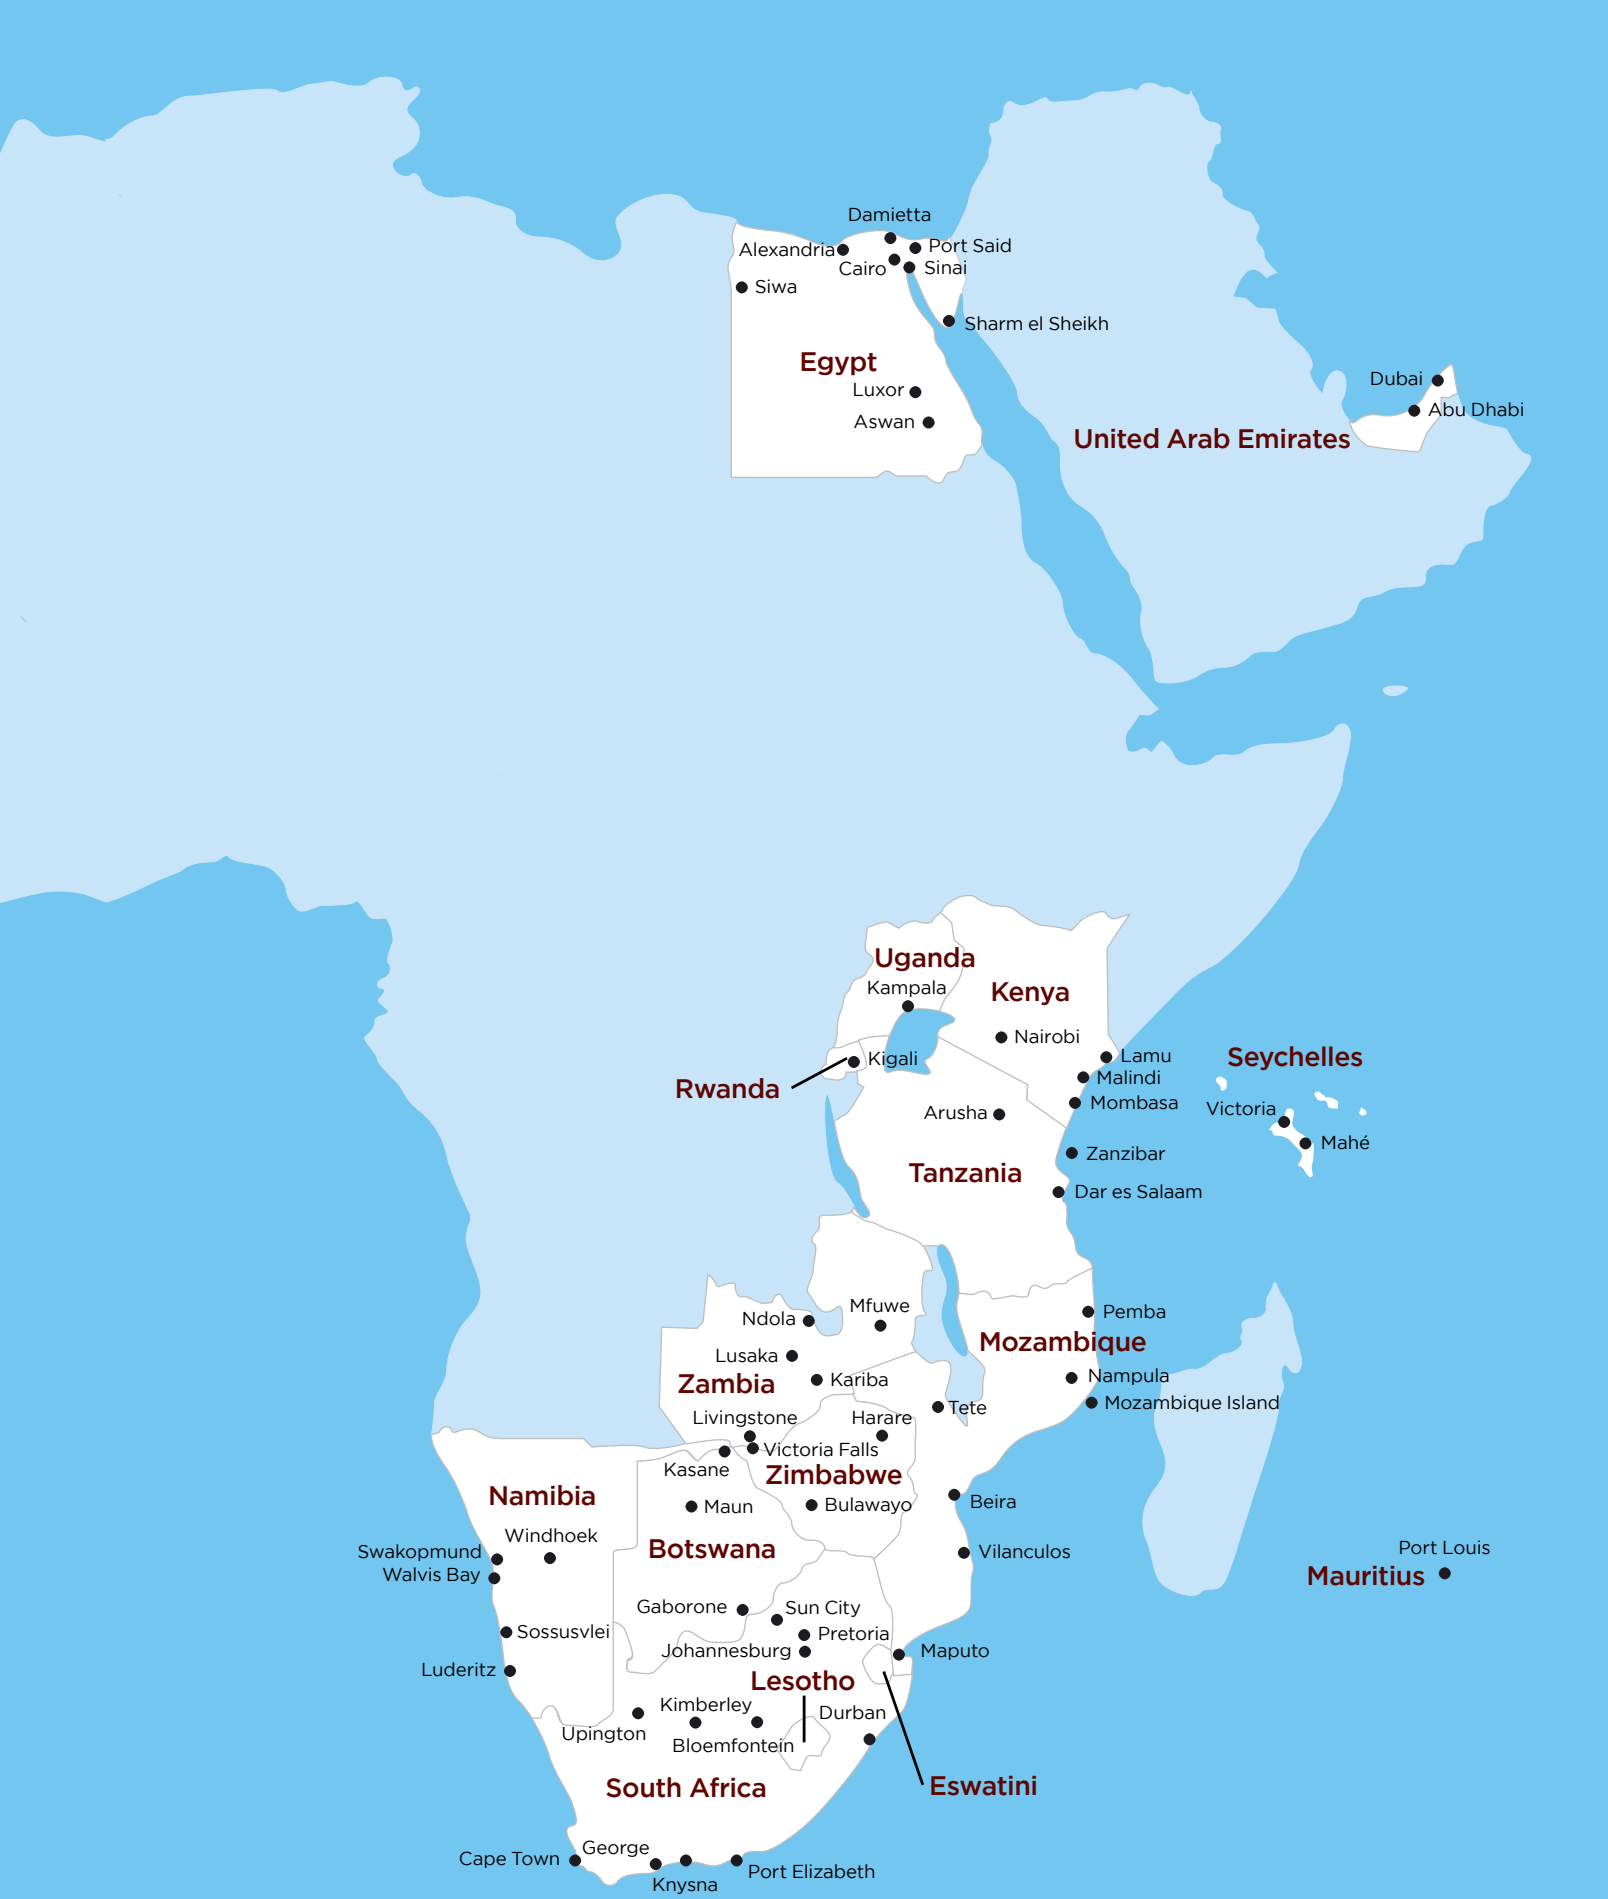 Damietta
Alexandria
Port Said
Cairo
Sinai
Siwa
Sharm el Sheikh
Egypt
Luxor
Aswan
Dubai
Abu Dhabi
United Arab Emirates
Uganda
Kampala
Kenya
Nairobi
Kigali
Rwanda
Lamu
Malindi
Mombasa
Seychelles
Victoria
Mahé
Arusha
Zanzibar
Tanzania
Dar es Salaam
Mfuwe
Ndola
Pemba
Mozambique
Lusaka
Zambia
Kariba
Nampula
Mozambique Island
Tete
Livingstone
Harare
Victoria Falls
Kasane
Zimbabwe
Namibia
Maun
Bulawayo
Beira
Windhoek
Botswana
Swakopmund
Walvis Bay
Vilanculos
Port Louis
Mauritius
Gaborone
Sun City
Sossusvlei
Pretoria
Johannesburg
Maputo
Luderitz
Lesotho
Kimberley
Durban
Upington
Bloemfontein
South Africa
Eswatini
Cape Town
George
Knysna
Port Elizabeth